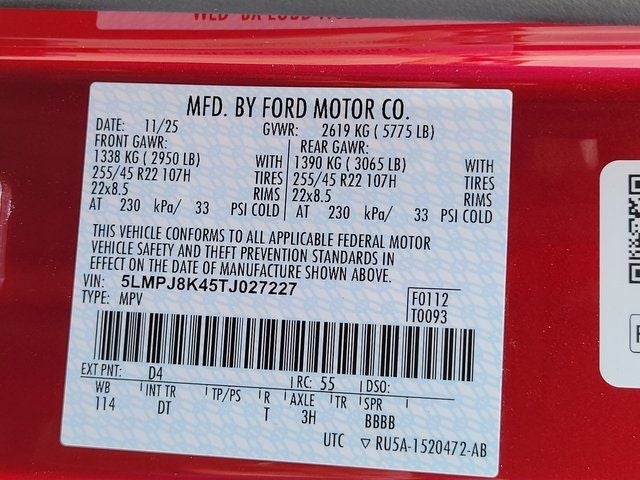 MFD. BY FORD MOTOR CO.
DATE: 11/25 GVWR: 2619 KG ( 5775 LB)
FRONT GAWR: REAR GAWR:
1338 KG ( 2950 LB) WITH 1390 KG ( 3065 LB) WITH
255/45 R22 107H TIRES 255/45 R22 107H TIRES
22x8.5 RIMS 22x8.5 RIMS
AT 230 kPa/ 33 PSI COLD AT 230 kPa/ 33 PSI COLD
THIS VEHICLE CONFORMS TO ALL APPLICABLE FEDERAL MOTOR
VEHICLE SAFETY AND THEFT PREVENTION STANDARDS IN
EFFECT ON THE DATE OF MANUFACTURE SHOWN ABOVE.
VIN: 5LMPJ8K45TJ027227
TYPE: MPV F0112
T0093
EXT PNT: D4 RC: 55 DSO:
WB INT TR TP/PS R AXLE TR SPR
114 DT T 3H BBBB
UTC ▽ RU5A-1520472-AB